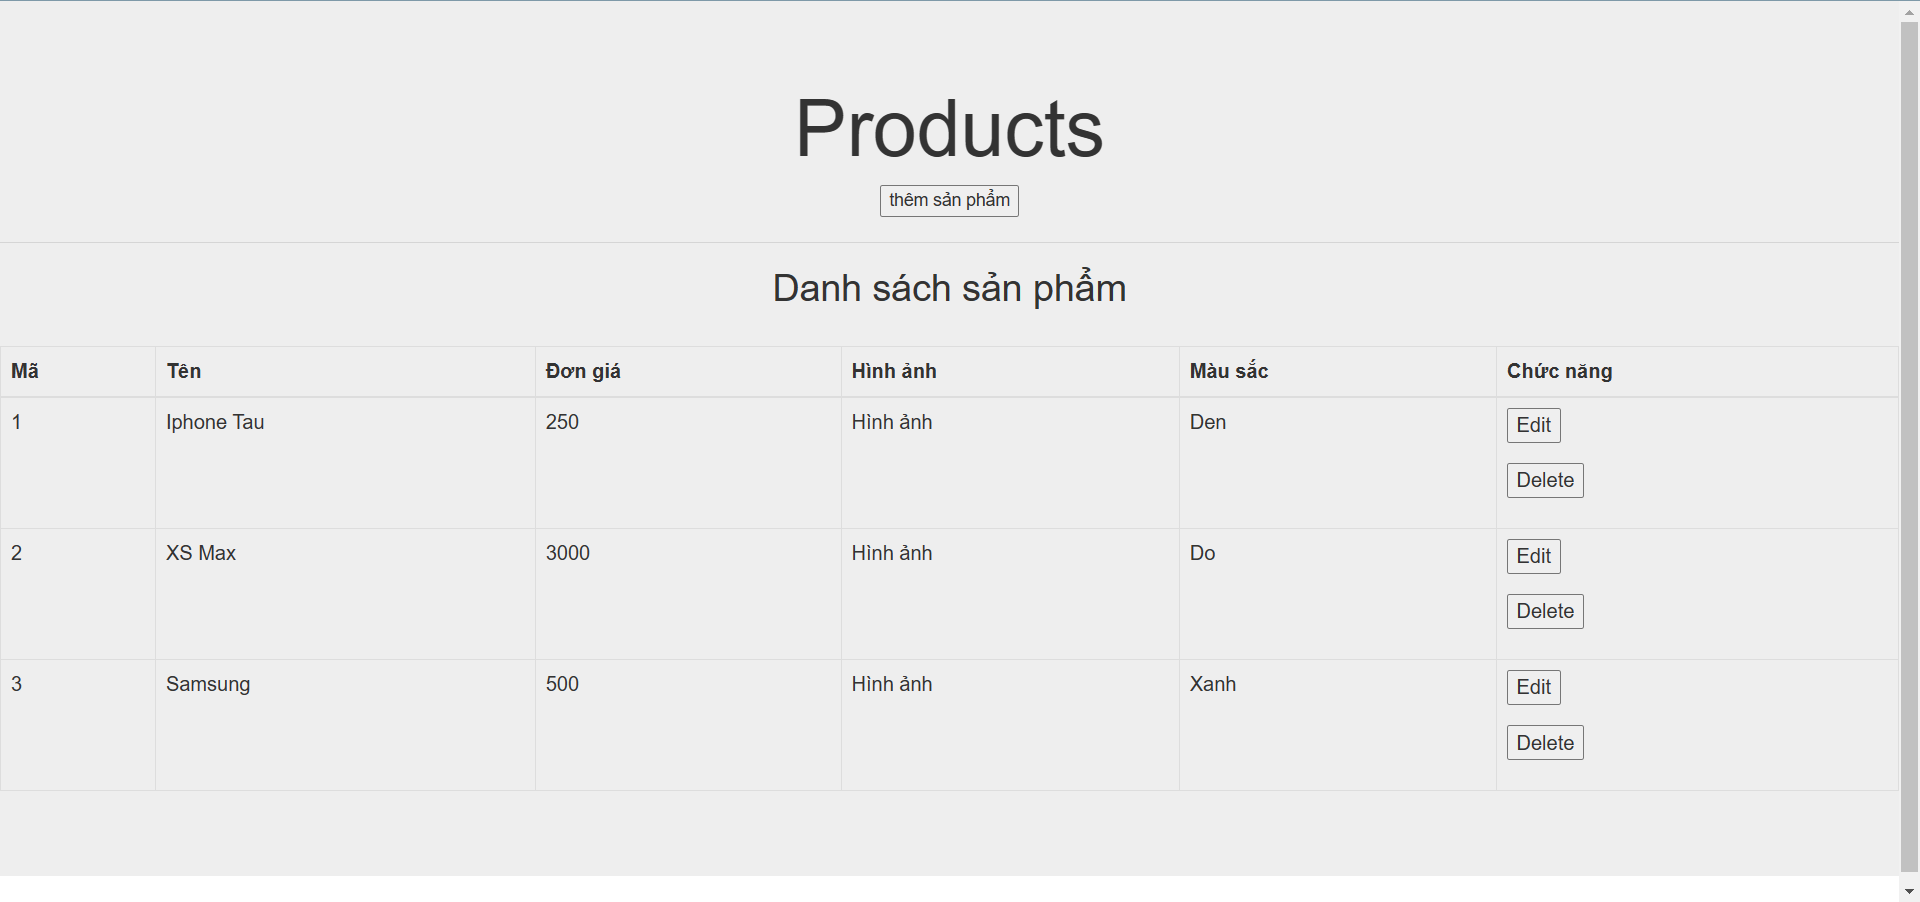 Products
thêm sản phẩm
Danh sách sản phẩm
Mã Tên Đơn giá Hình ảnh Màu sắc Chức năng
1 Iphone Tau 250 Hình ảnh Den Edit
Delete
2 XS Max 3000 Hình ảnh Do Edit
Delete
3 Samsung 500 Hình ảnh Xanh Edit
Delete